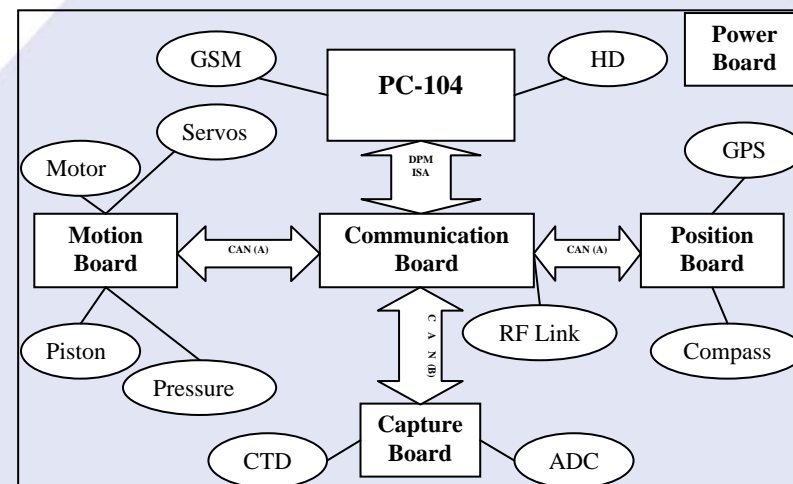 Power
Board
GSM
PC-104
HD
Servos
Motor
DPM
ISA
GPS
Motion
Board
CAN (A)
Communication
Board
CAN (A)
Position
Board
C A N (B)
RF Link
Piston
Compass
Pressure
Capture
Board
CTD
ADC